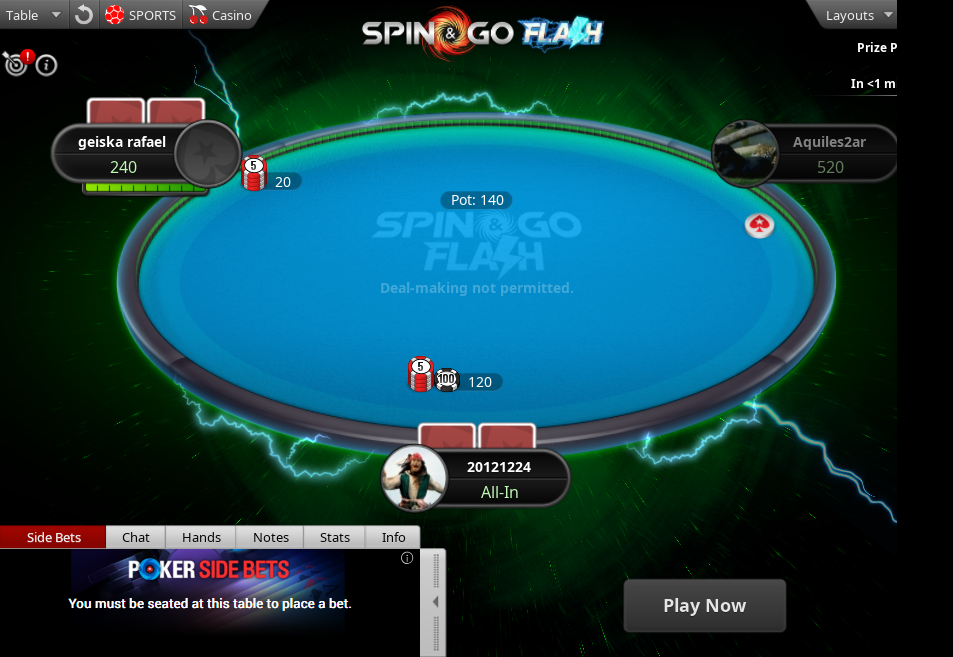 Table
SPORTS
Casino
SPIN & GO FLASH
Layouts
Prize P
In <1 m
!
i
geiska rafael
240
5
20
Aquiles2ar
520
Pot: 140
SPIN & GO
FLASH
Deal-making not permitted.
5
100
120
20121224
All-In
Side Bets
Chat
Hands
Notes
Stats
Info
POKER SIDE BETS
i
You must be seated at this table to place a bet.
Play Now